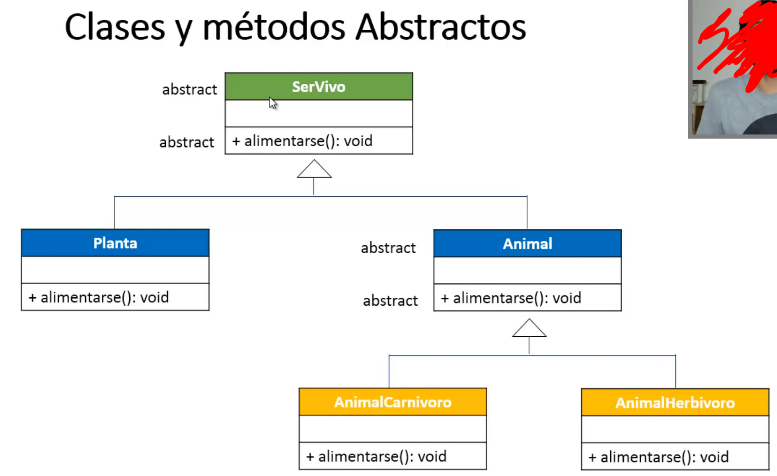 Clases y métodos Abstractos
abstract
SerVivo
abstract
+ alimentarse(): void
Planta
+ alimentarse(): void
abstract
Animal
abstract
+ alimentarse(): void
AnimalCarnivoro
+ alimentarse(): void
AnimalHerbivoro
+ alimentarse(): void